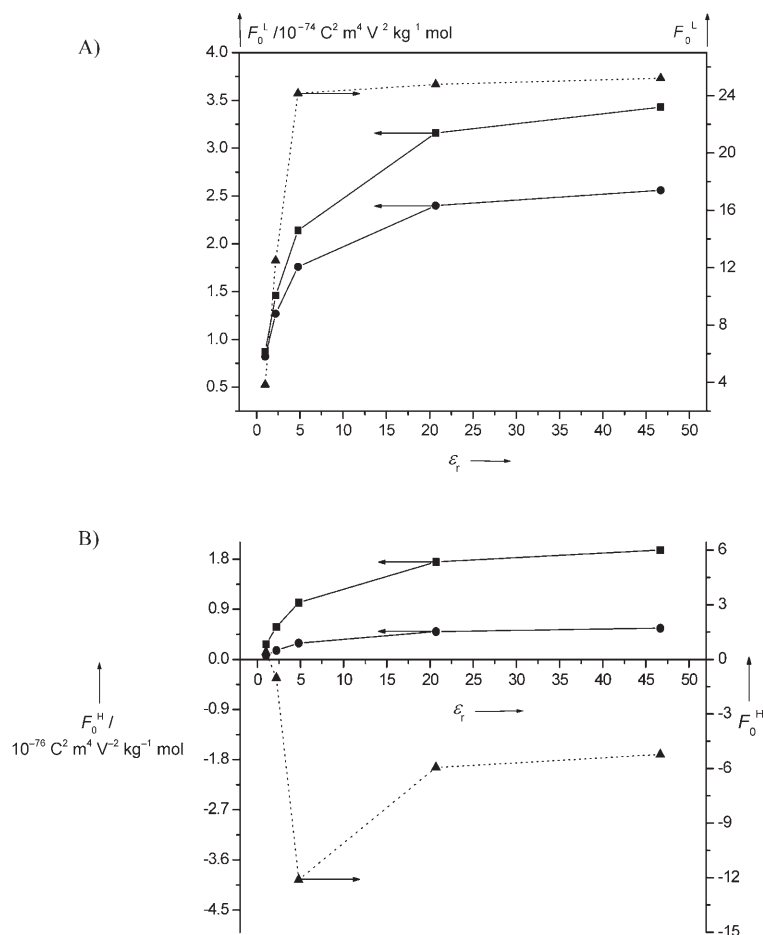 A)
F₀ᴸ /10⁻⁷⁴ C² m⁴ V⁻² kg⁻¹ mol
F₀ᴸ
4.0
3.5
3.0
2.5
2.0
1.5
1.0
0.5
24
20
16
12
8
4
0 5 10 15 20 25 30 35 40 45 50
εᵣ
B)
1.8
0.9
0.0
-0.9
-1.8
-2.7
-3.6
-4.5
6
3
0
-3
-6
-9
-12
-15
0 5 10 15 20 25 30 35 40 45 50
εᵣ
F₀ᴴ /
10⁻⁷⁶ C² m⁴ V⁻² kg⁻¹ mol
F₀ᴴ